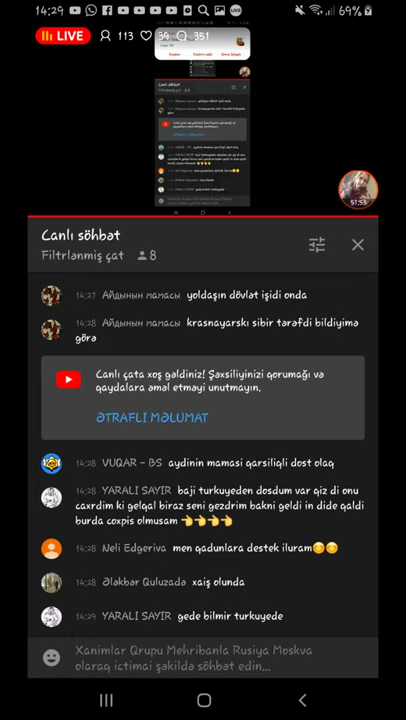 14:29
69%
LIVE 113 39 351
51:53
Canlı söhbət
Filtrlənmiş çat 8
14:27 Айдынын мамасы yoldaşın dövlət işidi onda
14:28 Айдынын мамасы krasnayarskı sibir tərəfdi bildiyimə
görə
Canlı çata xoş gəldiniz! Şəxsiliyinizi qorumağı və
qaydalara əməl etməyi unutmayın.
ƏTRAFLI MƏLUMAT
14:28 VUQAR – BS aydinin mamasi qarsiliqli dost olaq
14:28 YARALI SAYIR baji turkuyeden dosdum var qiz di onu
caxrdim ki gelqal biraz seni gezdrim bakni geldi in dide qaldi
burda coxpis olmusam 👈👈👈👈
14:28 Neli Edgeriva men qadunlara destek iluram😊😊
14:28 Ələkbər Quluzadə xaiş olunda
14:29 YARALI SAYIR gede bilmir turkuyede
Xanimlar Qrupu Mehribanla Rusiya Moskva
olaraq ictimai şəkildə söhbət edin...